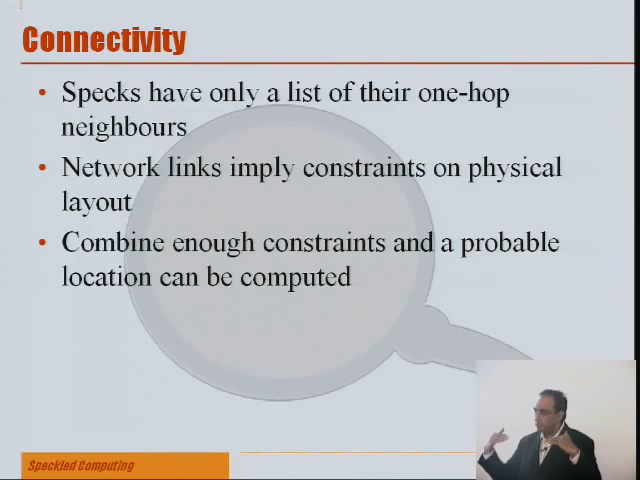 Connectivity
• Specks have only a list of their one-hop
neighbours
• Network links imply constraints on physical
layout
• Combine enough constraints and a probable
location can be computed
Speckled Computing